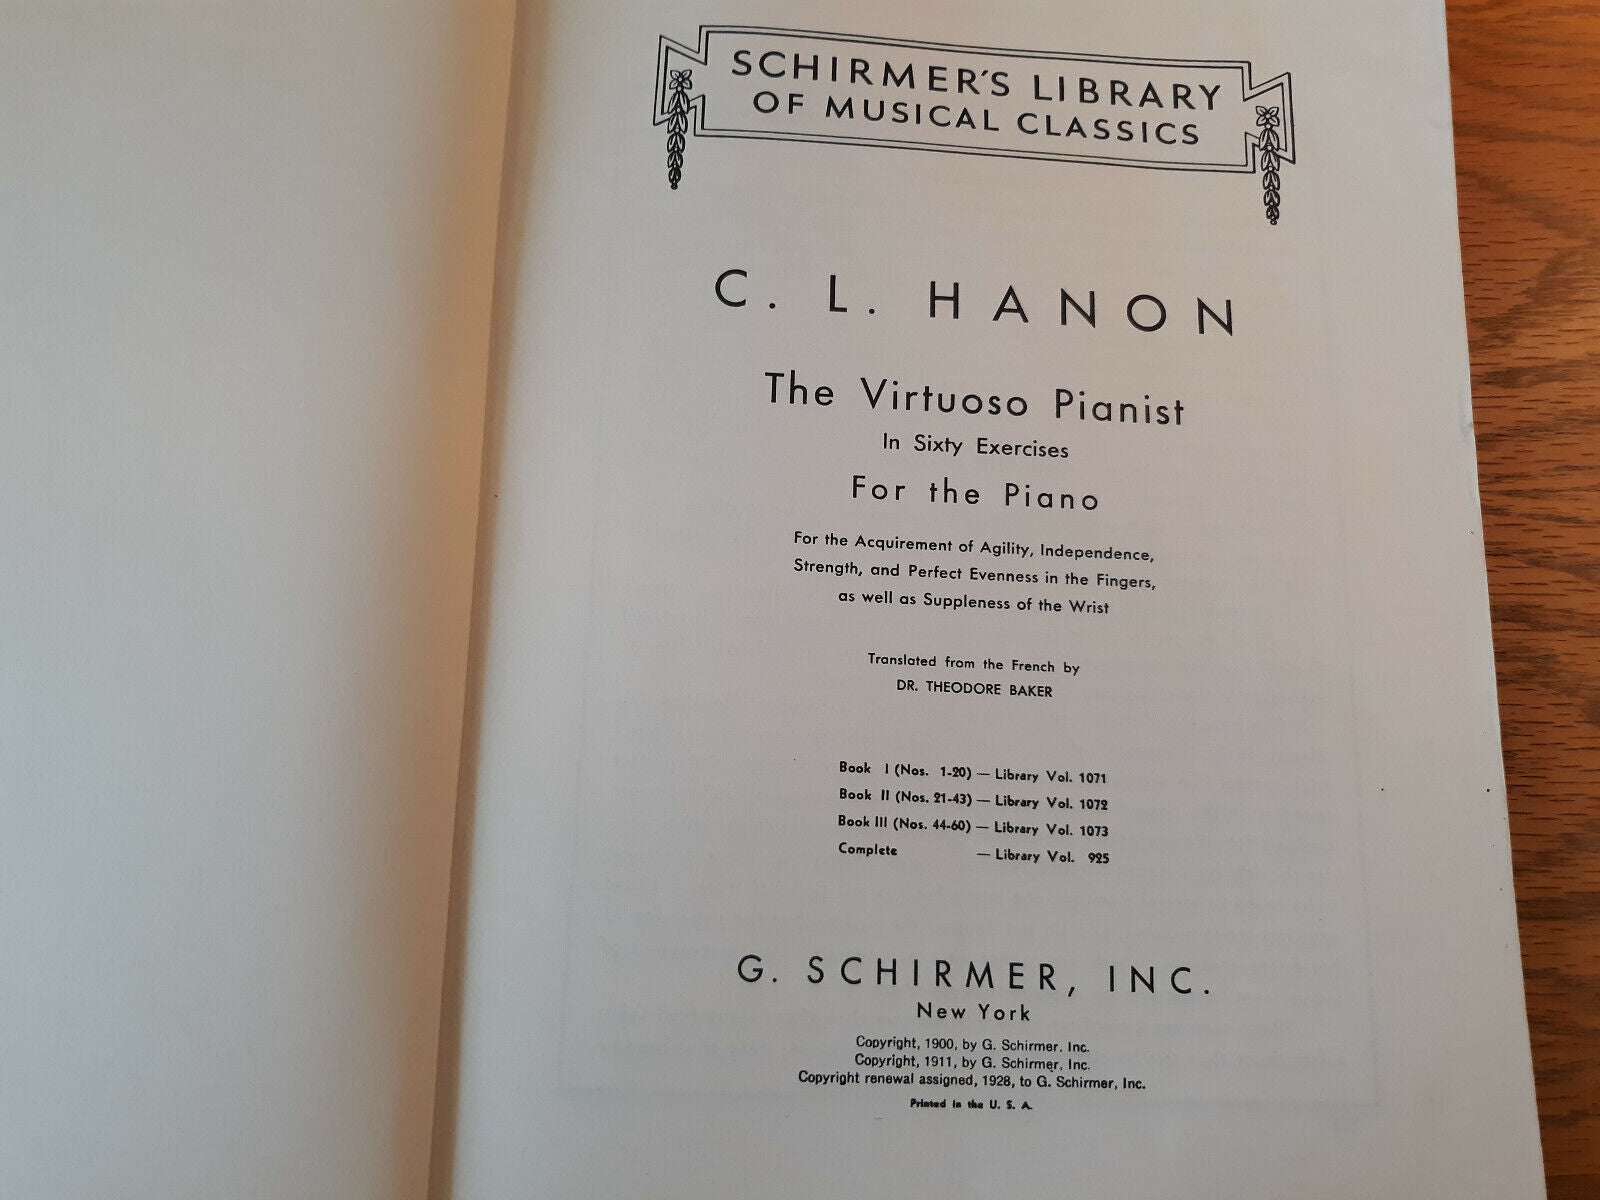 SCHIRMER'S LIBRARY
OF MUSICAL CLASSICS
C. L. HANON
The Virtuoso Pianist
In Sixty Exercises
For the Piano
For the Acquirement of Agility, Independence,
Strength, and Perfect Evenness in the Fingers,
as well as Suppleness of the Wrist
Translated from the French by
DR. THEODORE BAKER
Book I (Nos. 1-20) — Library Vol. 1071
Book II (Nos. 21-43) — Library Vol. 1072
Book III (Nos. 44-60) — Library Vol. 1073
Complete — Library Vol. 925
G. SCHIRMER, INC.
New York
Copyright, 1900, by G. Schirmer, Inc.
Copyright, 1911, by G. Schirmer, Inc.
Copyright renewal assigned, 1928, to G. Schirmer, Inc.
Printed in the U. S. A.